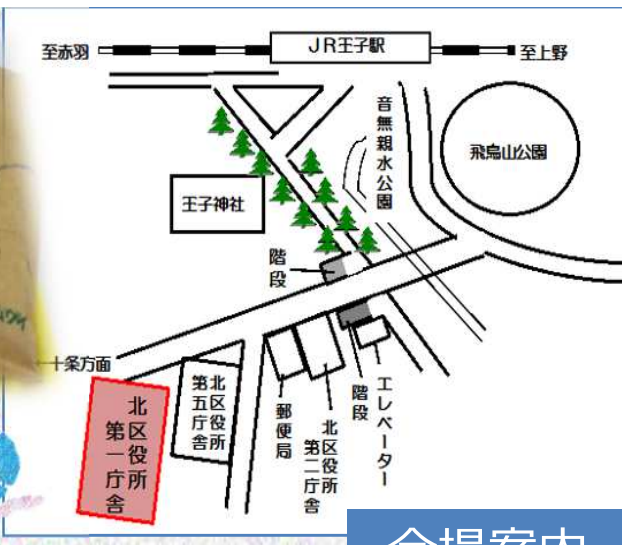 至赤羽
JR王子駅
至上野
音無親水公園
飛鳥山公園
王子神社
階段
十条方面
北区役所
第五庁舎
郵便局
北区役所
第二庁舎
階段
エレベーター
北区役所
第一庁舎
会場案内